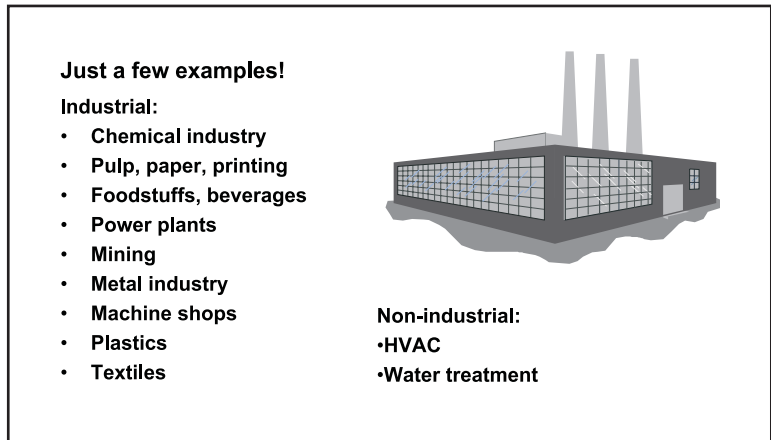 Just a few examples!
Industrial:
• Chemical industry
• Pulp, paper, printing
• Foodstuffs, beverages
• Power plants
• Mining
• Metal industry
• Machine shops
• Plastics
• Textiles
Non-industrial:
•HVAC
•Water treatment